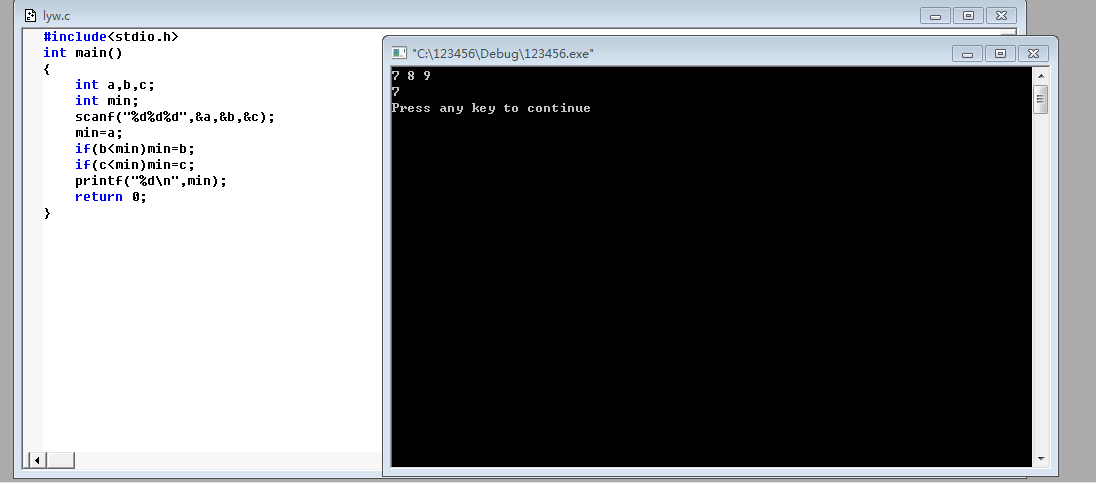 lyw.c
#include<stdio.h>
int main()
{
    int a,b,c;
    int min;
    scanf("%d%d%d",&a,&b,&c);
    min=a;
    if(b<min)min=b;
    if(c<min)min=c;
    printf("%d\n",min);
    return 0;
}
"C:\123456\Debug\123456.exe"
7 8 9
7
Press any key to continue